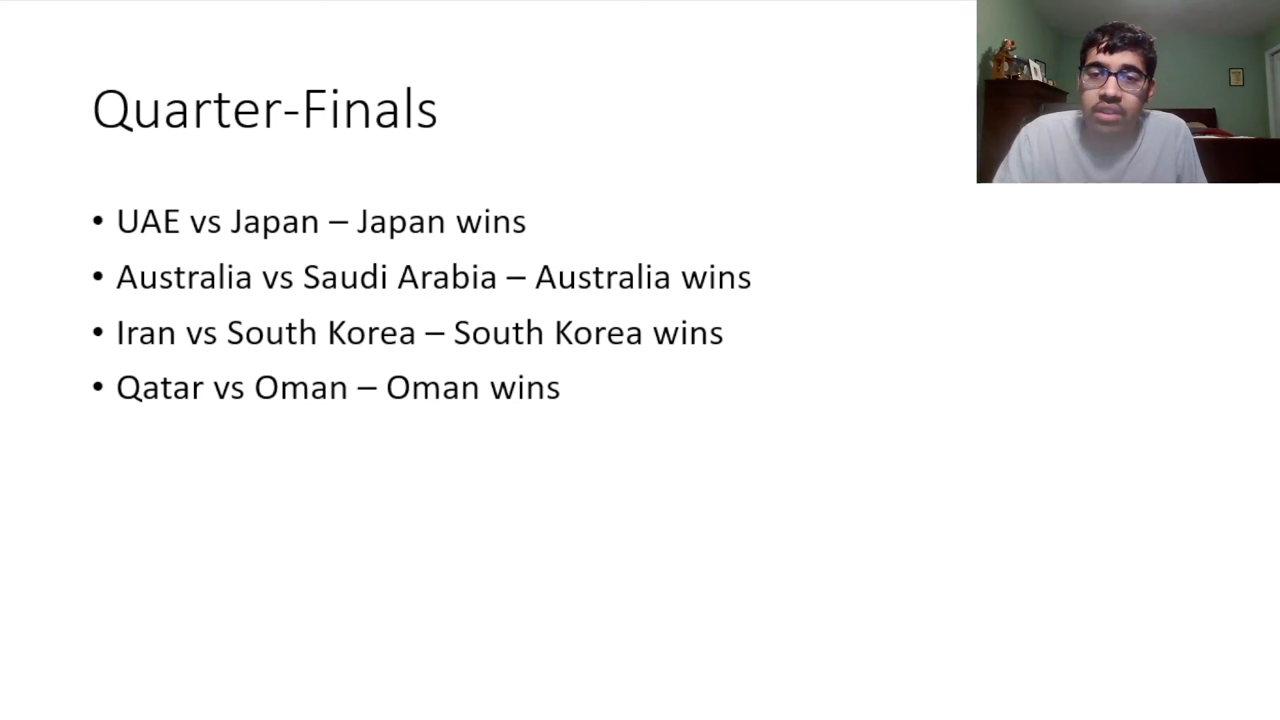 Quarter-Finals
• UAE vs Japan – Japan wins
• Australia vs Saudi Arabia – Australia wins
• Iran vs South Korea – South Korea wins
• Qatar vs Oman – Oman wins